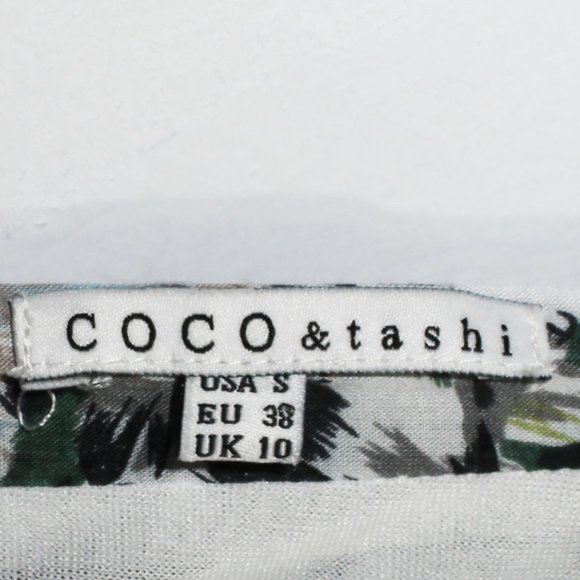 COCO & tashi
USA S
EU 38
UK 10